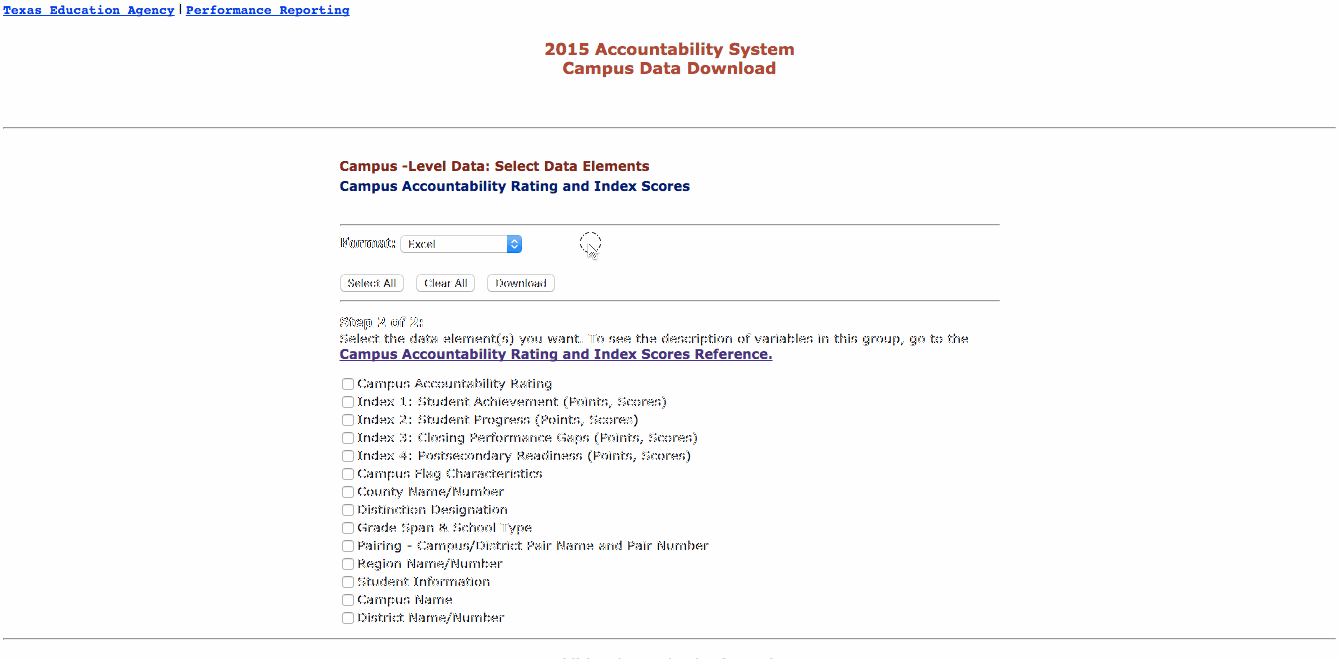 Texas Education Agency | Performance Reporting
2015 Accountability System
Campus Data Download
Campus -Level Data: Select Data Elements
Campus Accountability Rating and Index Scores
Format: Excel
Select All Clear All Download
Step 2 of 2:
Select the data element(s) you want. To see the description of variables in this group, go to the
Campus Accountability Rating and Index Scores Reference.
Campus Accountability Rating
Index 1: Student Achievement (Points, Scores)
Index 2: Student Progress (Points, Scores)
Index 3: Closing Performance Gaps (Points, Scores)
Index 4: Postsecondary Readiness (Points, Scores)
Campus Flag Characteristics
County Name/Number
Distinction Designation
Grade Span & School Type
Pairing - Campus/District Pair Name and Pair Number
Region Name/Number
Student Information
Campus Name
District Name/Number